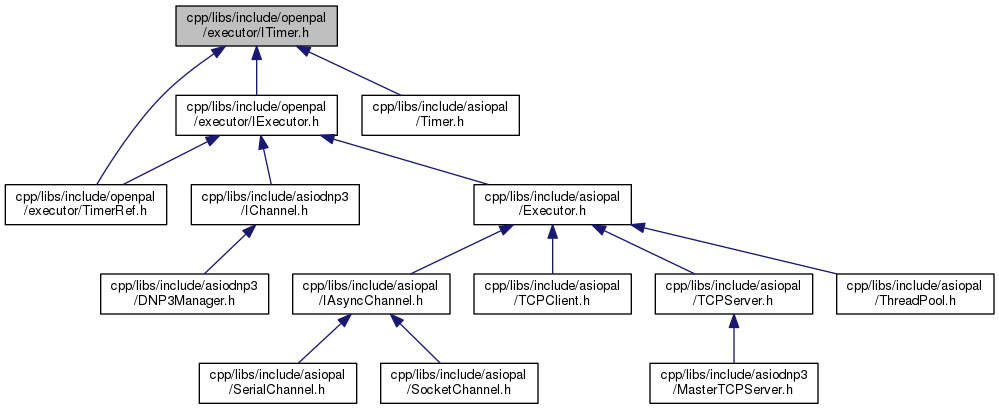 cpp/libs/include/openpal
/executor/ITimer.h
cpp/libs/include/openpal
/executor/IExecutor.h
cpp/libs/include/asiopal
/Timer.h
cpp/libs/include/openpal
/executor/TimerRef.h
cpp/libs/include/asiodnp3
/IChannel.h
cpp/libs/include/asiopal
/Executor.h
cpp/libs/include/asiodnp3
/DNP3Manager.h
cpp/libs/include/asiopal
/IAsyncChannel.h
cpp/libs/include/asiopal
/TCPClient.h
cpp/libs/include/asiopal
/TCPServer.h
cpp/libs/include/asiopal
/ThreadPool.h
cpp/libs/include/asiopal
/SerialChannel.h
cpp/libs/include/asiopal
/SocketChannel.h
cpp/libs/include/asiodnp3
/MasterTCPServer.h